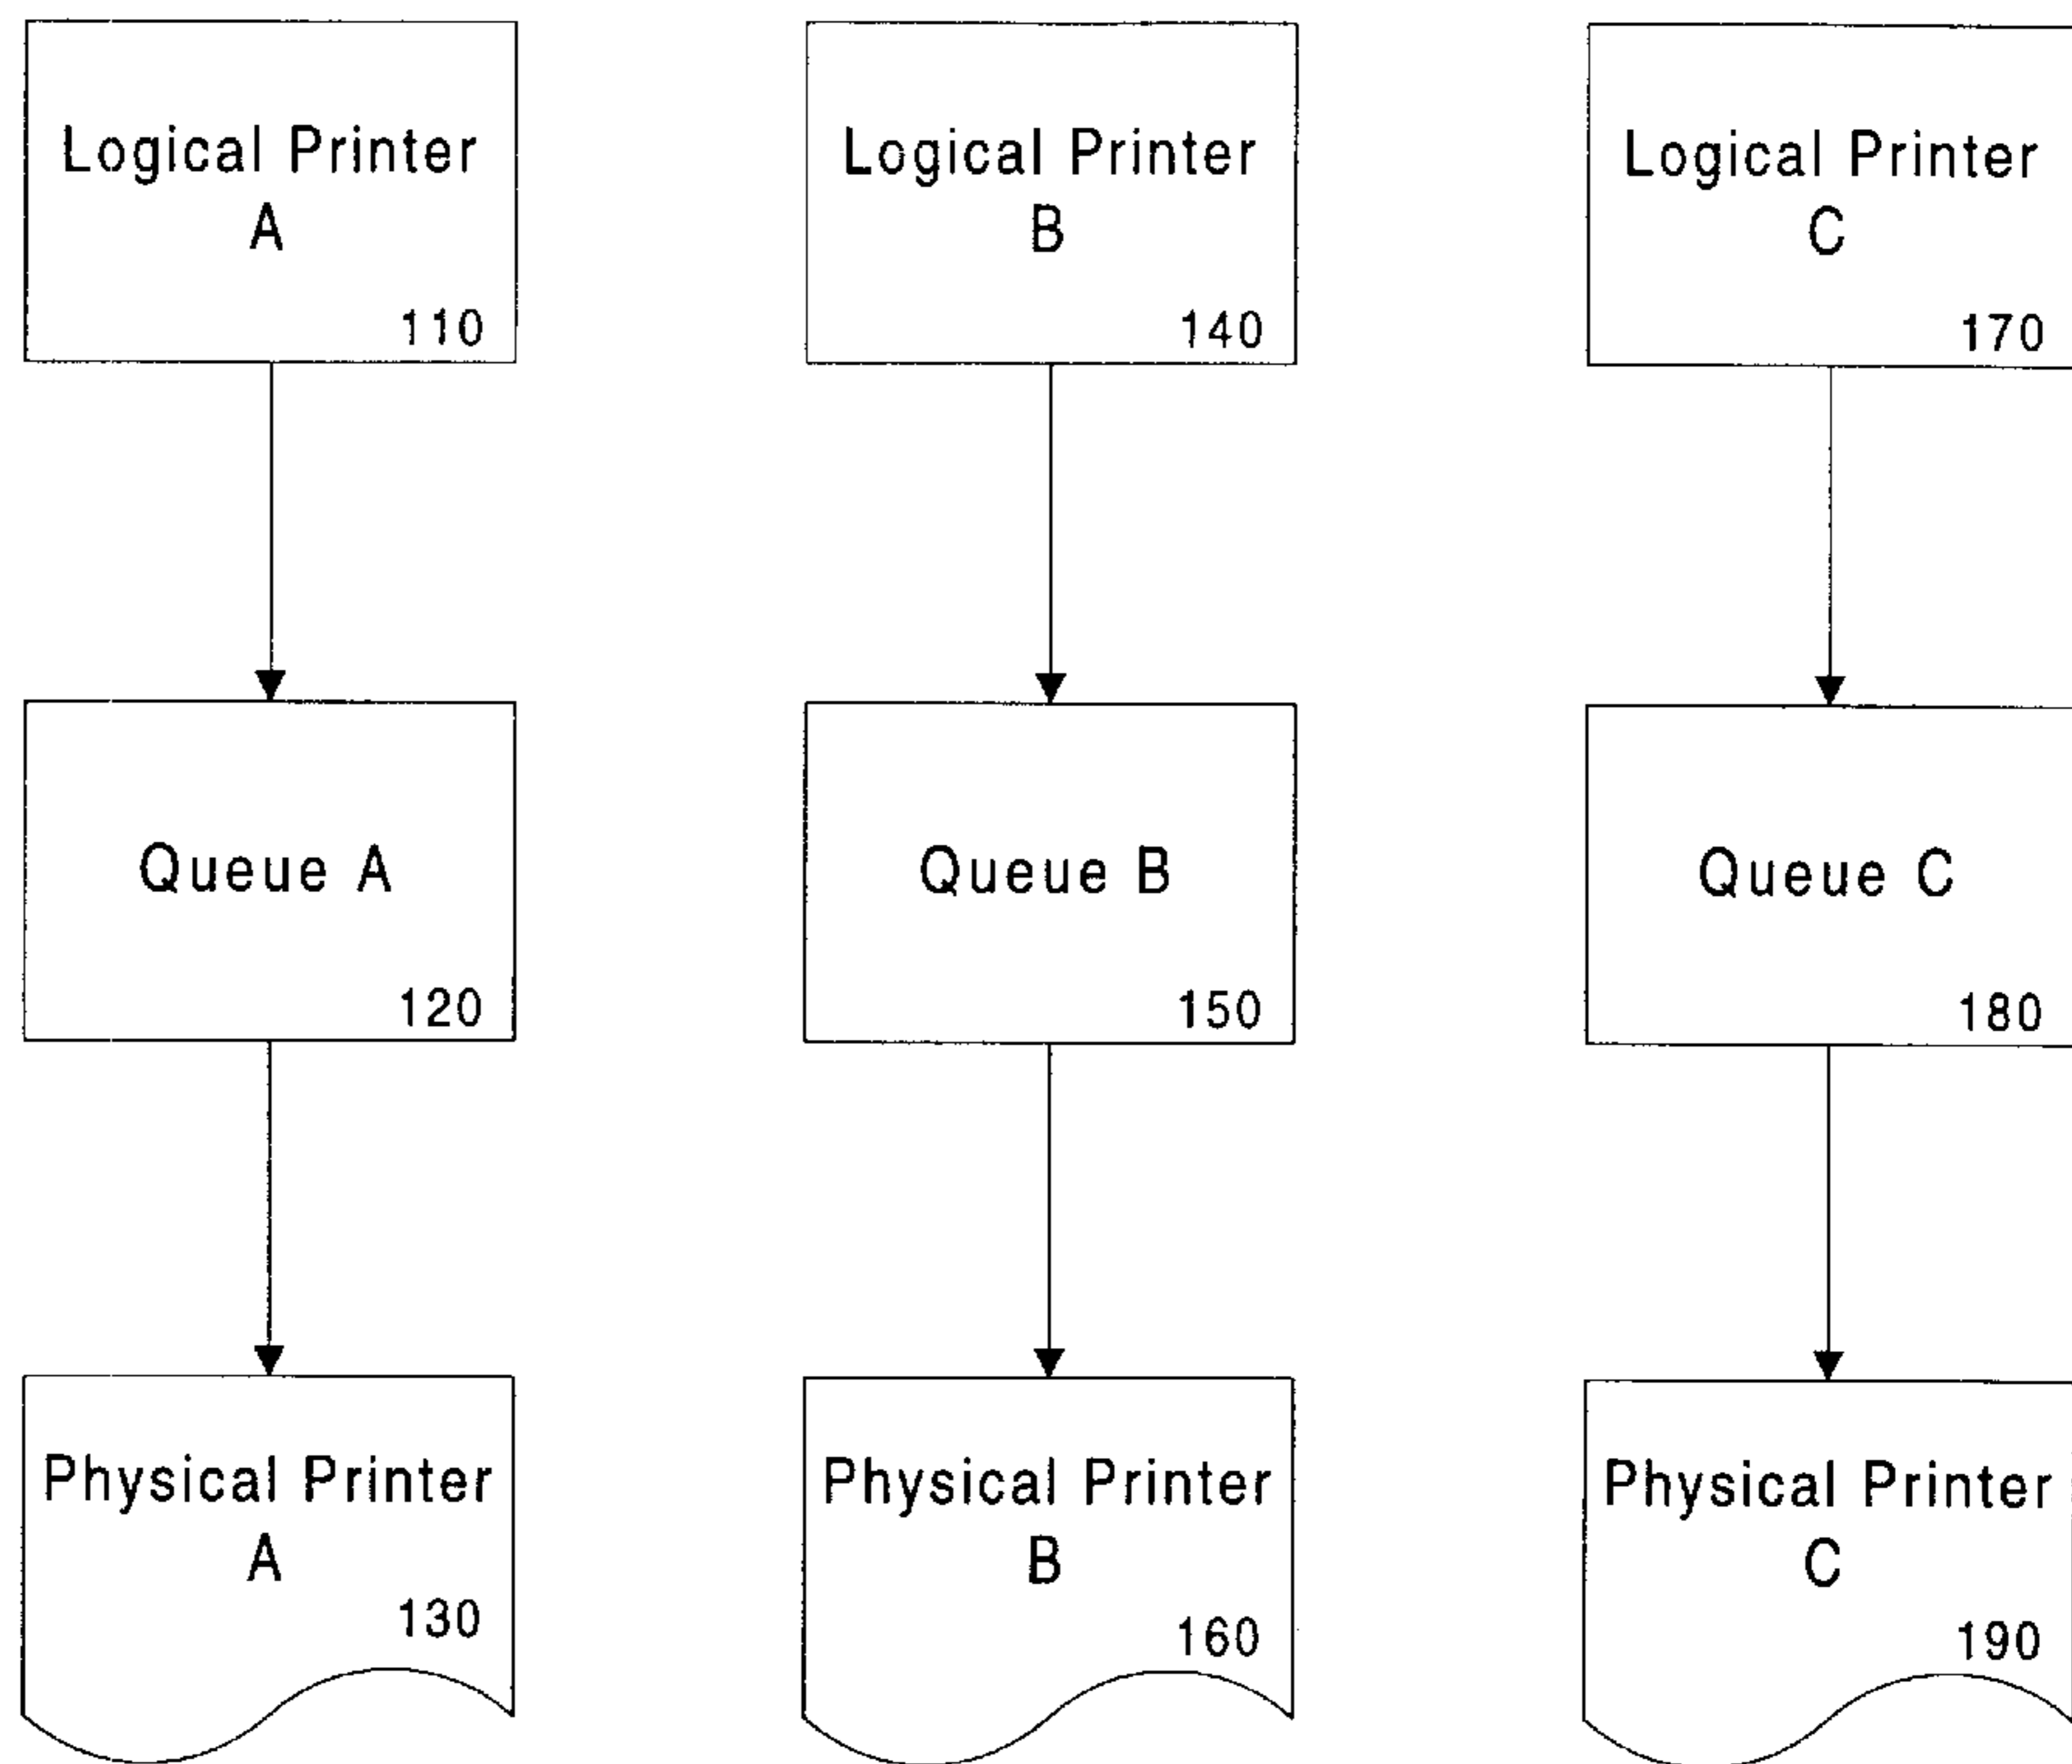 Logical Printer
A
110
Logical Printer
B
140
Logical Printer
C
170
Queue A
120
Queue B
150
Queue C
180
Physical Printer
A
130
Physical Printer
B
160
Physical Printer
C
190